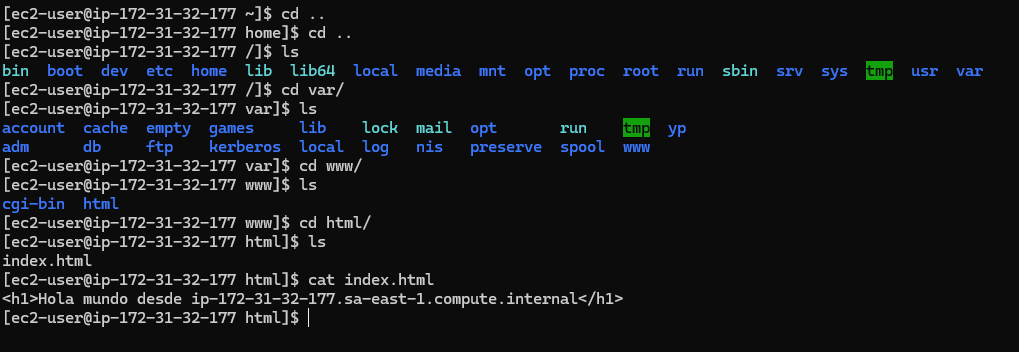 [ec2-user@ip-172-31-32-177 ~]$ cd ..
[ec2-user@ip-172-31-32-177 home]$ cd ..
[ec2-user@ip-172-31-32-177 /]$ ls
bin  boot  dev  etc  home  lib  lib64  local  media  mnt  opt  proc  root  run  sbin  srv  sys  tmp  usr  var
[ec2-user@ip-172-31-32-177 /]$ cd var/
[ec2-user@ip-172-31-32-177 var]$ ls
account  cache  empty  games     lib    lock  mail  opt       run    tmp  yp
adm      db     ftp    kerberos  local  log   nis   preserve  spool  www
[ec2-user@ip-172-31-32-177 var]$ cd www/
[ec2-user@ip-172-31-32-177 www]$ ls
cgi-bin  html
[ec2-user@ip-172-31-32-177 www]$ cd html/
[ec2-user@ip-172-31-32-177 html]$ ls
index.html
[ec2-user@ip-172-31-32-177 html]$ cat index.html
<h1>Hola mundo desde ip-172-31-32-177.sa-east-1.compute.internal</h1>
[ec2-user@ip-172-31-32-177 html]$